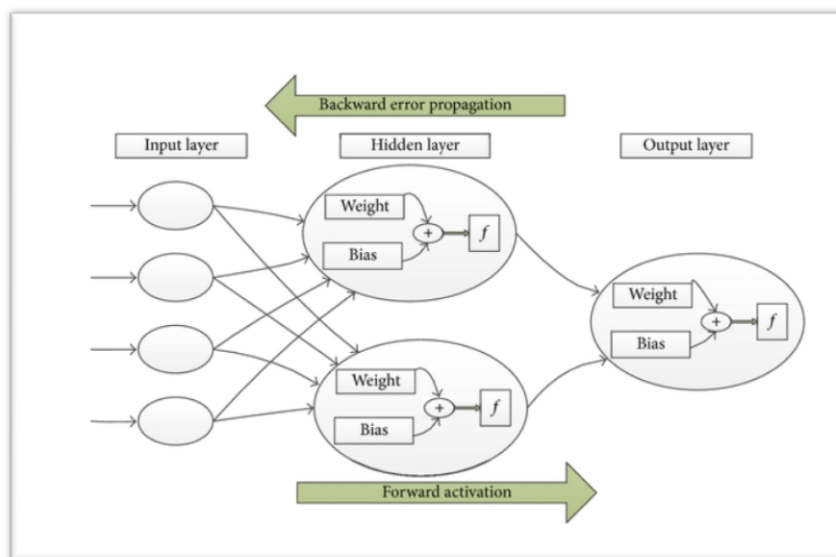 Backward error propagation
Input layer
Hidden layer
Output layer
Weight
+
f
Bias
Weight
+
f
Bias
Weight
+
f
Bias
Forward activation